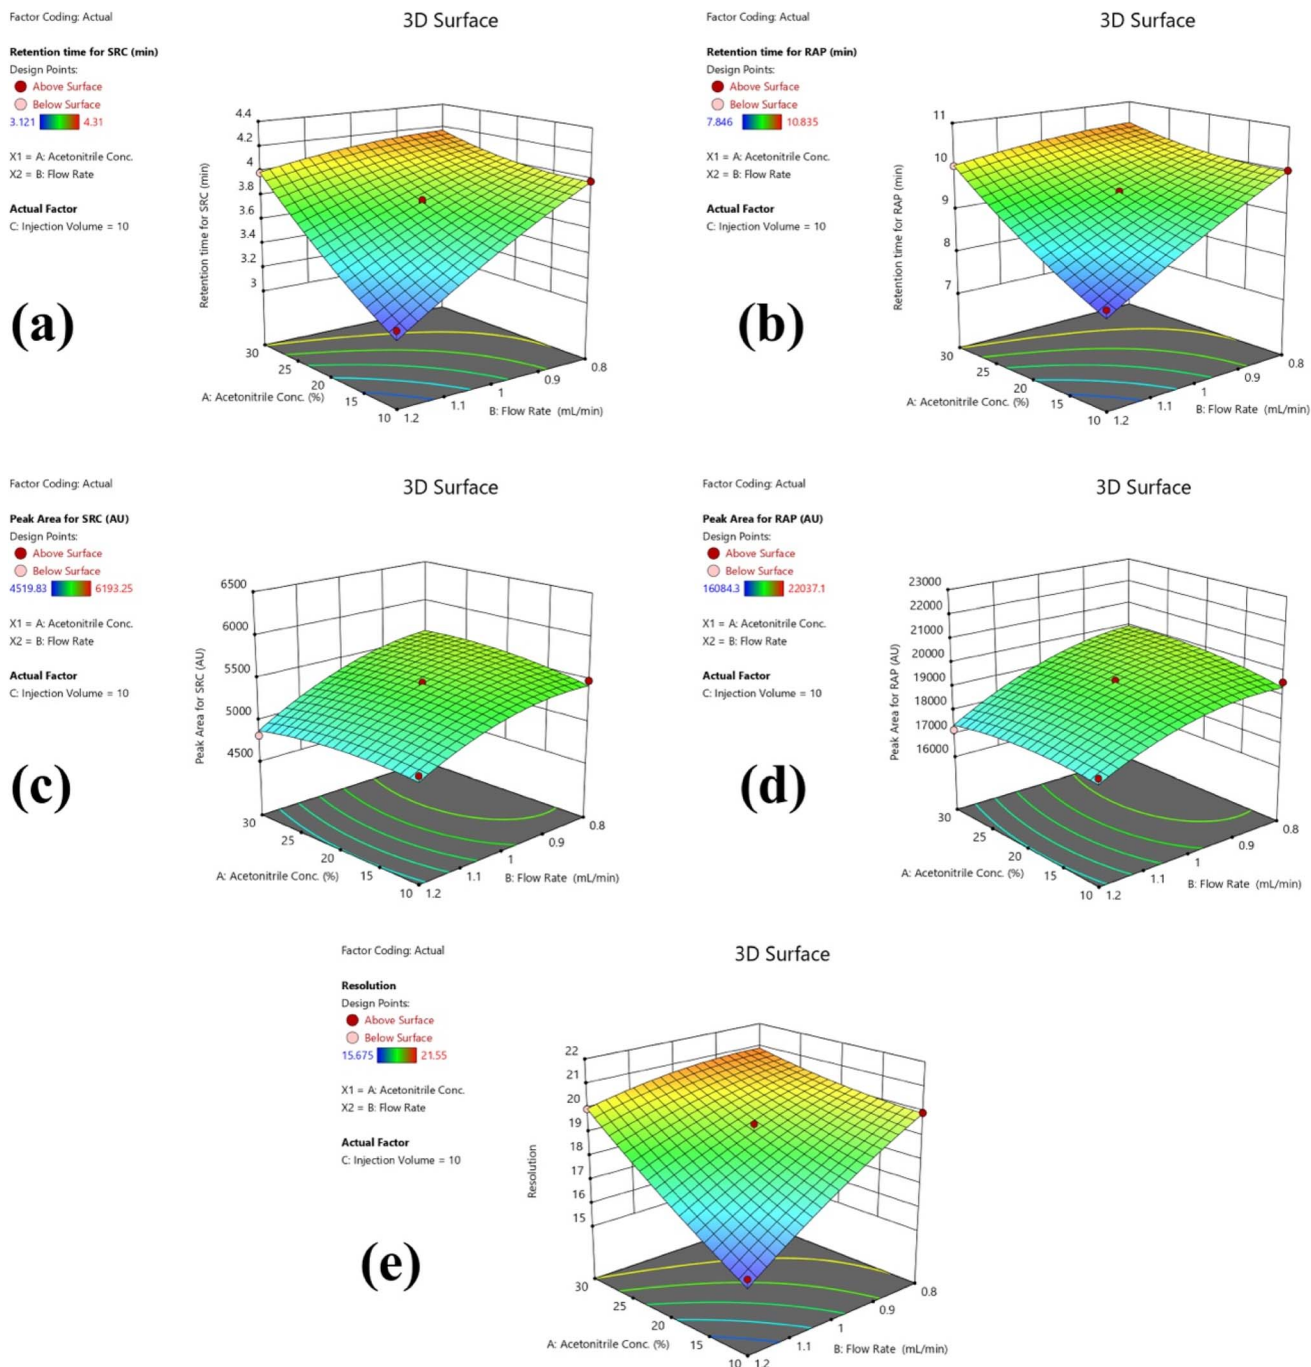 Factor Coding: Actual
3D Surface
Retention time for SRC (min)
Design Points:
Above Surface
Below Surface
3.121 4.31
X1 = A: Acetonitrile Conc.
X2 = B: Flow Rate
Actual Factor
C: Injection Volume = 10
(a)
Retention time for SRC (min)
4.4
4.2
4
3.8
3.6
3.4
3.2
3
30
25
20
15
10
A: Acetonitrile Conc. (%)
1.2
1.1
1
0.9
0.8
B: Flow Rate (mL/min)
Factor Coding: Actual
3D Surface
Retention time for RAP (min)
Design Points:
Above Surface
Below Surface
7.846 10.835
X1 = A: Acetonitrile Conc.
X2 = B: Flow Rate
Actual Factor
C: Injection Volume = 10
(b)
Retention time for RAP (min)
11
10
9
8
7
30
25
20
15
10
A: Acetonitrile Conc. (%)
1.2
1.1
1
0.9
0.8
B: Flow Rate (mL/min)
Factor Coding: Actual
3D Surface
Peak Area for SRC (AU)
Design Points:
Above Surface
Below Surface
4519.83 6193.25
X1 = A: Acetonitrile Conc.
X2 = B: Flow Rate
Actual Factor
C: Injection Volume = 10
(c)
Peak Area for SRC (AU)
6500
6000
5500
5000
4500
30
25
20
15
10
A: Acetonitrile Conc. (%)
1.2
1.1
1
0.9
0.8
B: Flow Rate (mL/min)
Factor Coding: Actual
3D Surface
Peak Area for RAP (AU)
Design Points:
Above Surface
Below Surface
16084.3 22037.1
X1 = A: Acetonitrile Conc.
X2 = B: Flow Rate
Actual Factor
C: Injection Volume = 10
(d)
Peak Area for RAP (AU)
23000
22000
21000
20000
19000
18000
17000
16000
30
25
20
15
10
A: Acetonitrile Conc. (%)
1.2
1.1
1
0.9
0.8
B: Flow Rate (mL/min)
Factor Coding: Actual
3D Surface
Resolution
Design Points:
Above Surface
Below Surface
15.675 21.55
X1 = A: Acetonitrile Conc.
X2 = B: Flow Rate
Actual Factor
C: Injection Volume = 10
(e)
Resolution
22
21
20
19
18
17
16
15
30
25
20
15
10
A: Acetonitrile Conc. (%)
1.2
1.1
1
0.9
0.8
B: Flow Rate (mL/min)